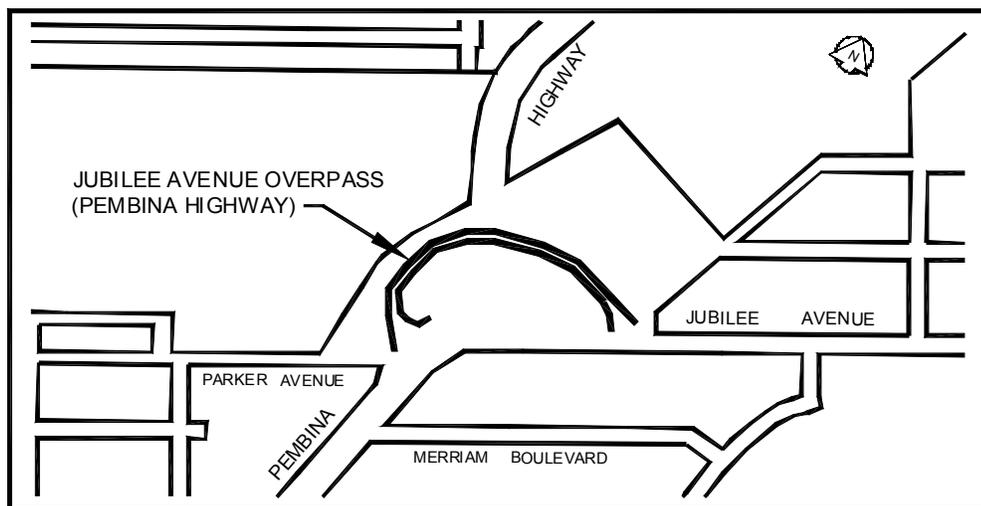 HIGHWAY
N
JUBILEE AVENUE OVERPASS
(PEMBINA HIGHWAY)
JUBILEE AVENUE
PARKER AVENUE
PEMBINA
MERRIAM BOULEVARD